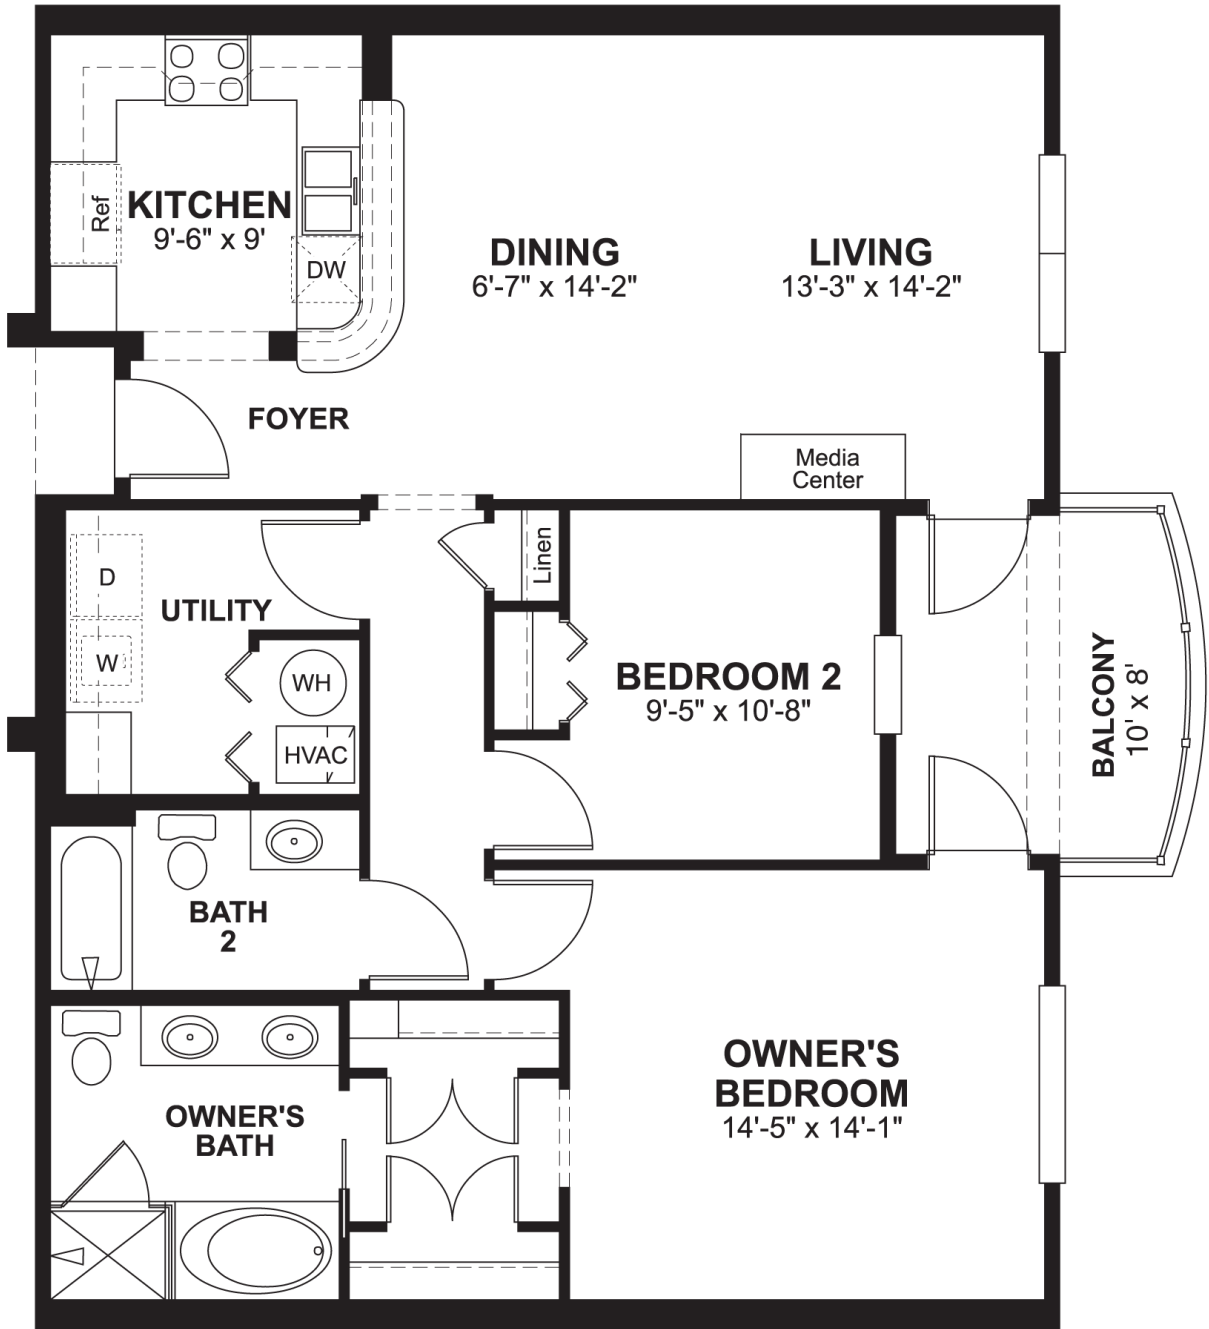 KITCHEN
9'-6" x 9'
Ref
DW
DINING
6'-7" x 14'-2"
LIVING
13'-3" x 14'-2"
FOYER
Media
Center
D
W
UTILITY
WH
HVAC
Linen
BEDROOM 2
9'-5" x 10'-8"
BALCONY
10' x 8'
BATH
2
OWNER'S
BATH
OWNER'S
BEDROOM
14'-5" x 14'-1"